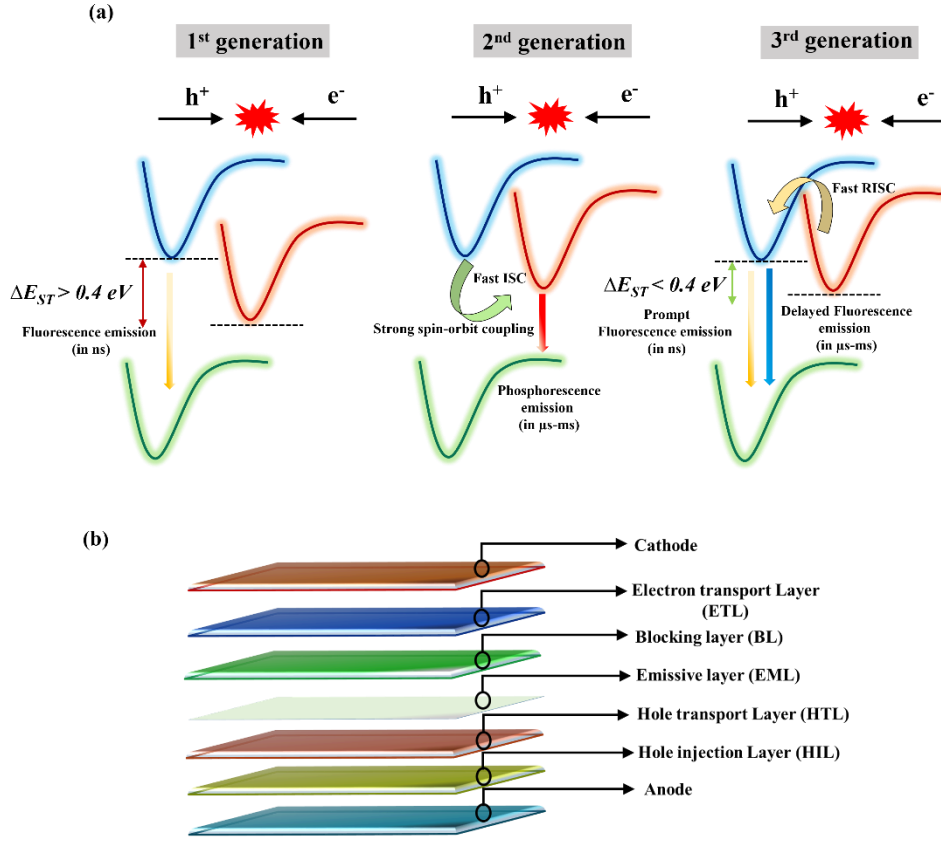 (a)
1st generation
2nd generation
3rd generation
h+
e-
h+
e-
h+
e-
Fast RISC
Fast ISC
ΔEST > 0.4 eV
ΔEST < 0.4 eV
Fluorescence emission
(in ns)
Strong spin-orbit coupling
Prompt
Fluorescence emission
(in ns)
Delayed Fluorescence
emission
(in µs-ms)
Phosphorescence
emission
(in µs-ms)
(b)
Cathode
Electron transport Layer
(ETL)
Blocking layer (BL)
Emissive layer (EML)
Hole transport Layer (HTL)
Hole injection Layer (HIL)
Anode